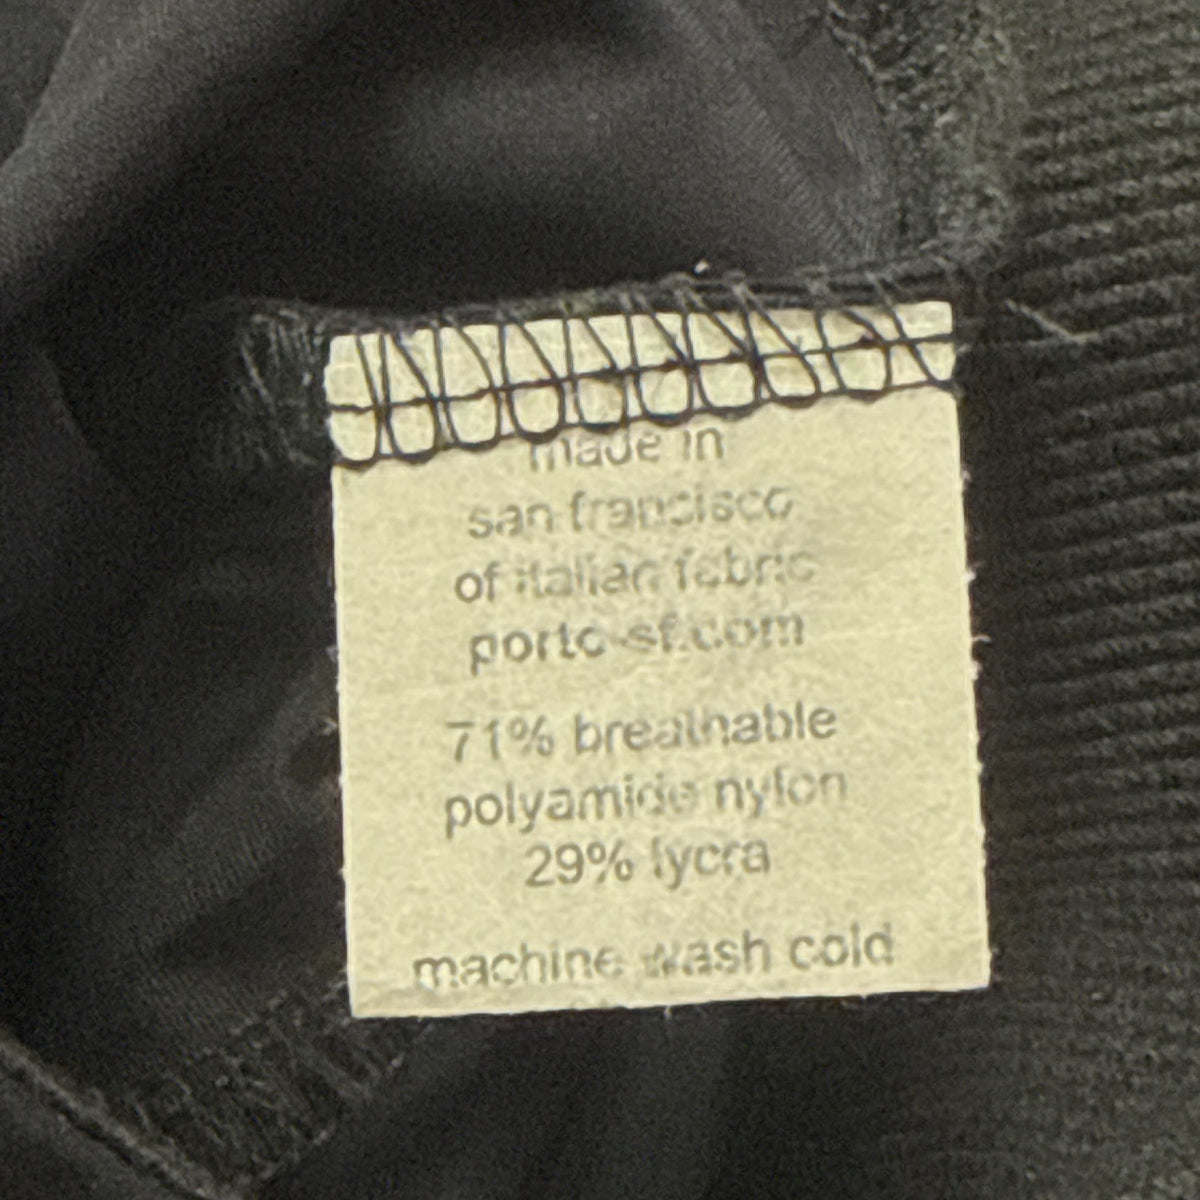 made in
san francisco
of italian fabric
porto-sf.com
71% breathable
polyamide nylon
29% lycra
machine wash cold